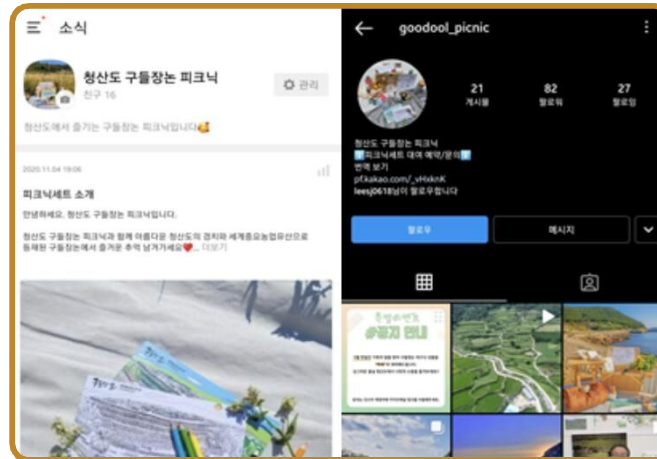 소식
청산도 구들장논 피크닉
친구 16
관리
청산도에서 즐기는 구들장논 피크닉입니다🥰
2020.11.04 19:06
피크닉세트 소개
안녕하세요. 청산도 구들장논 피크닉입니다.
청산도 구들장논 피크닉과 함께 아름다운 청산도의 경치와 세계중요농업유산으로
등재된 구들장논에서 즐거운 추억 남겨가세요❤️... 더보기
goodool_picnic
21
82
27
게시물
팔로워
팔로잉
청산도 구들장논 피크닉
피크닉세트 대여 예약/문의
번역 보기
pf.kakao.com/_vHxknK
leesj0618님이 팔로우합니다
팔로우
메시지
#공지 안내